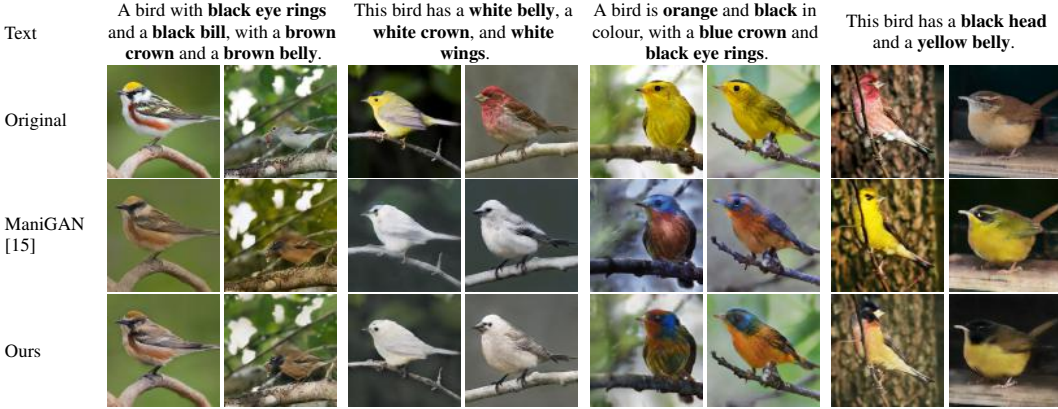 Text
A bird with black eye rings
and a black bill, with a brown
crown and a brown belly.
This bird has a white belly, a
white crown, and white
wings.
A bird is orange and black in
colour, with a blue crown and
black eye rings.
This bird has a black head
and a yellow belly.
Original
ManiGAN
[15]
Ours